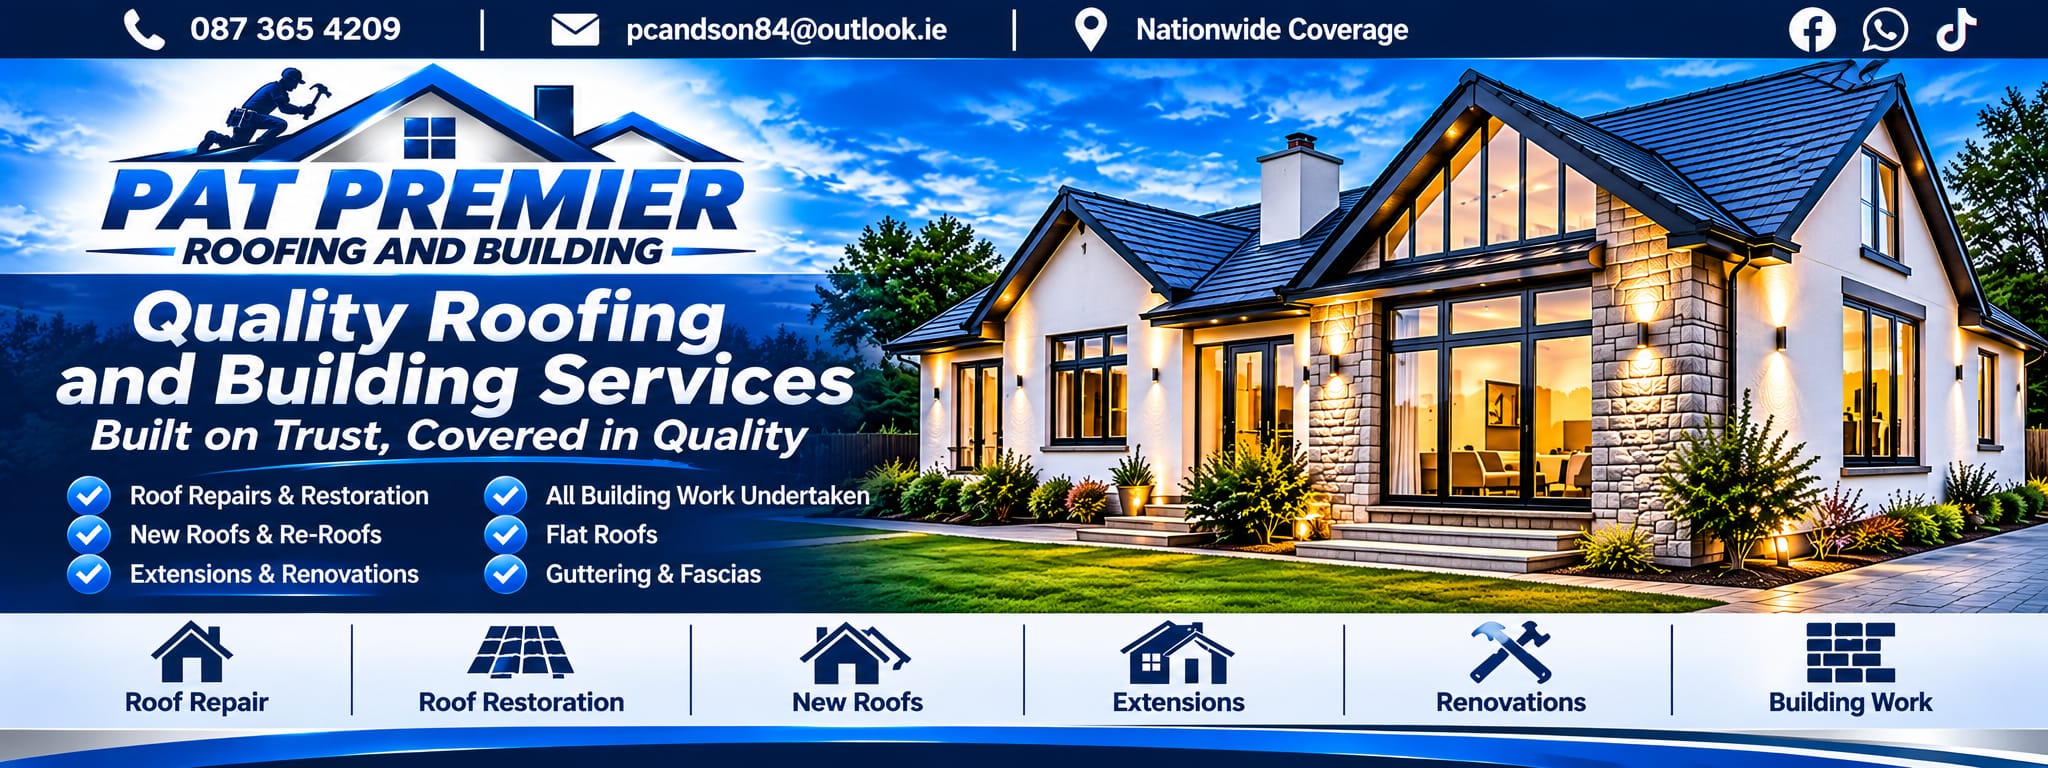 087 365 4209
pcandson84@outlook.ie
Nationwide Coverage
PAT PREMIER
ROOFING AND BUILDING
Quality Roofing
and Building Services
Built on Trust, Covered in Quality
Roof Repairs & Restoration
All Building Work Undertaken
New Roofs & Re-Roofs
Flat Roofs
Extensions & Renovations
Guttering & Fascias
Roof Repair
Roof Restoration
New Roofs
Extensions
Renovations
Building Work